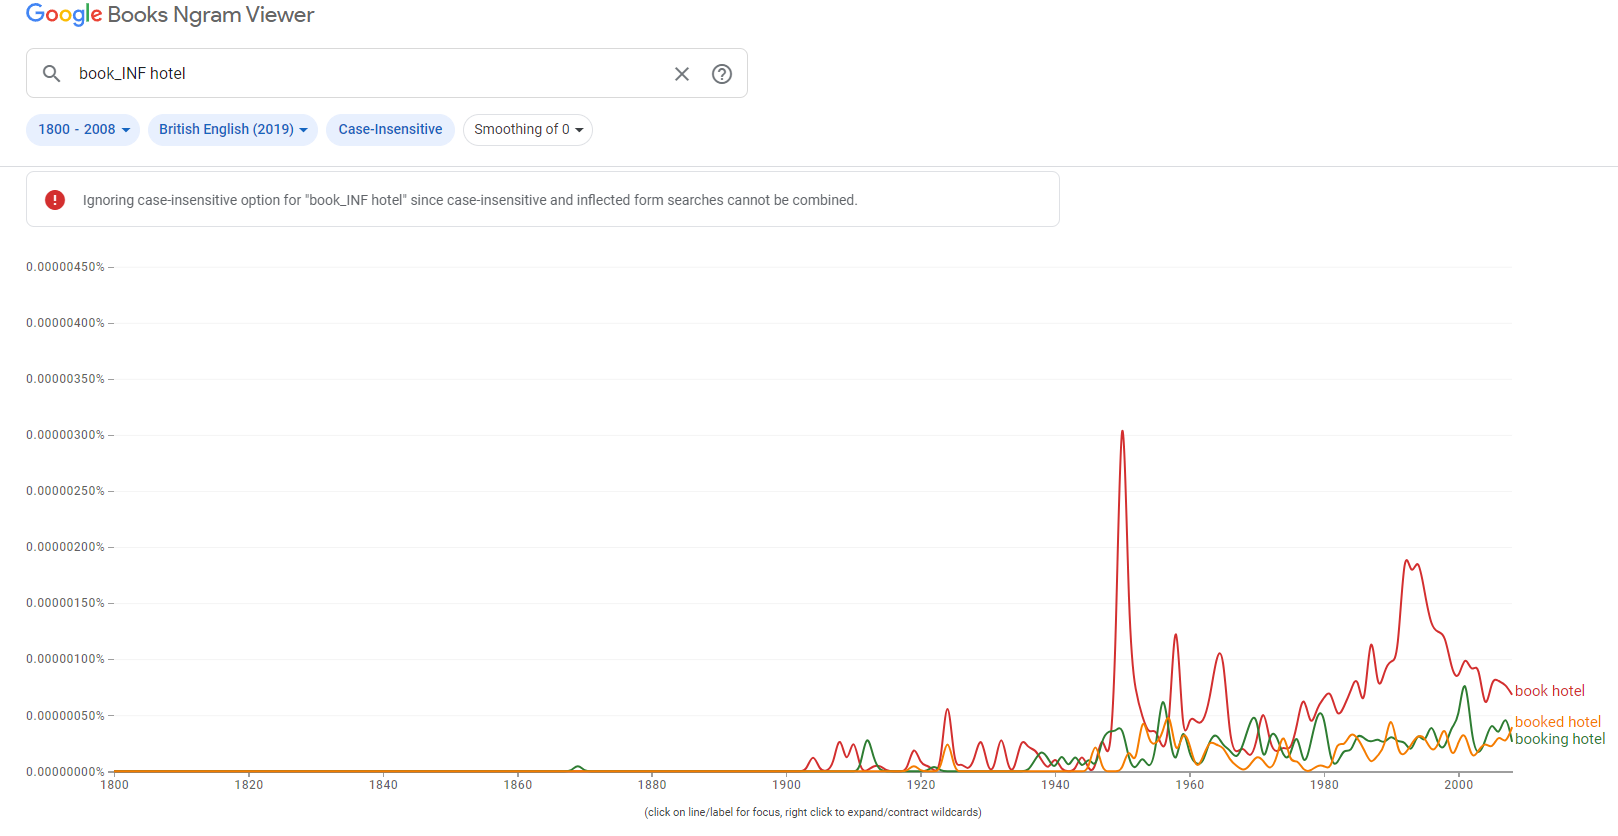 Google Books Ngram Viewer
book_INF hotel
1800 - 2008
British English (2019)
Case-Insensitive
Smoothing of 0
Ignoring case-insensitive option for "book_INF hotel" since case-insensitive and inflected form searches cannot be combined.
0.00000450%
0.00000400%
0.00000350%
0.00000300%
0.00000250%
0.00000200%
0.00000150%
0.00000100%
0.00000050%
0.00000000%
book hotel
booked hotel
booking hotel
1800 1820 1840 1860 1880 1900 1920 1940 1960 1980 2000
(click on line/label for focus, right click to expand/contract wildcards)